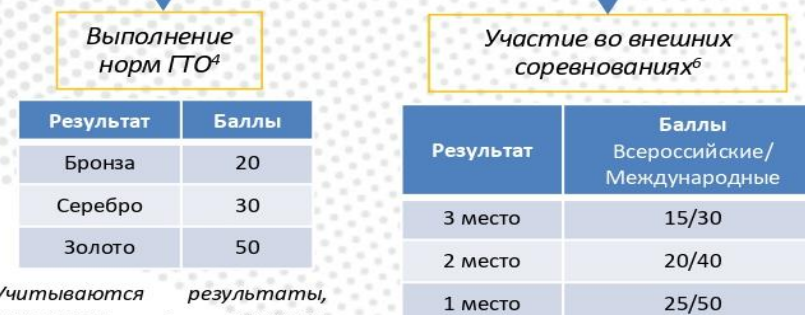 Выполнение
норм ГТО⁴
Результат Баллы
Бронза 20
Серебро 30
Золото 50
Учитываются результаты,
Участие во внешних
соревнованиях⁶
Результат Баллы
Всероссийские/
Международные
3 место 15/30
2 место 20/40
1 место 25/50